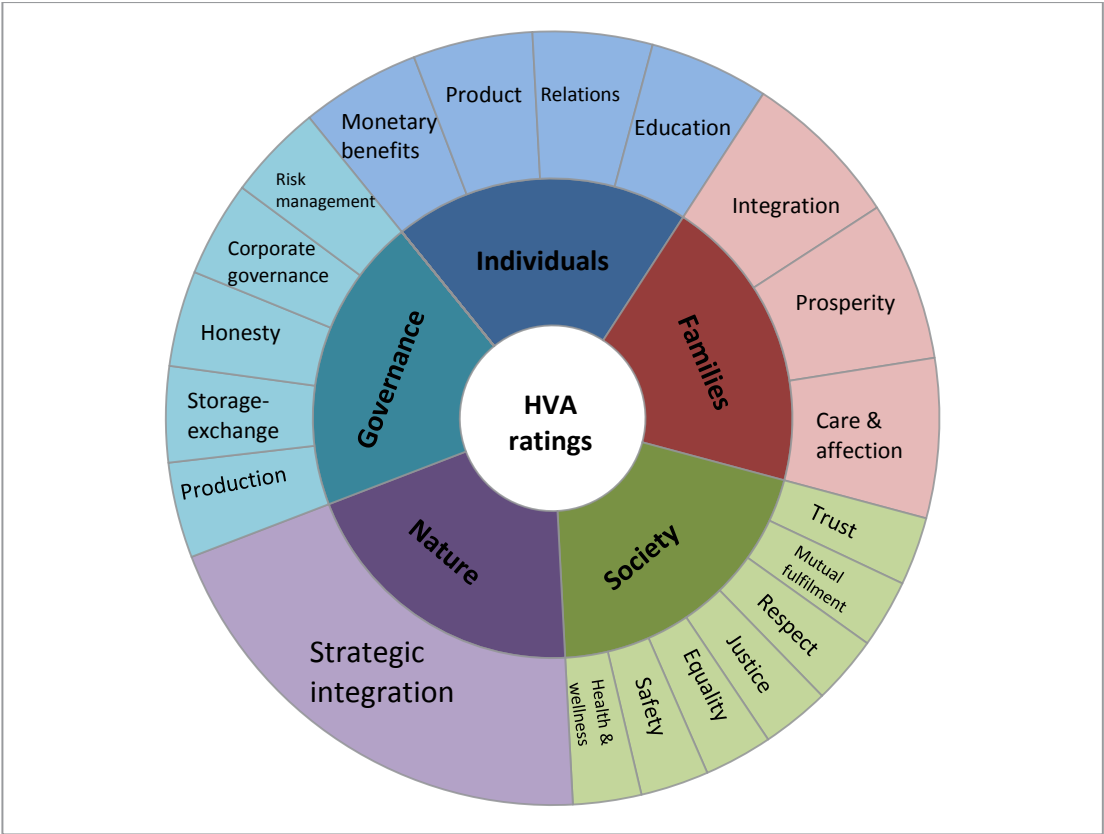 HVA
ratings
Individuals
Monetary
benefits
Product
Relations
Education
Families
Integration
Prosperity
Care &
affection
Society
Trust
Mutual
fulfilment
Respect
Justice
Equality
Safety
Health &
wellness
Nature
Strategic
integration
Governance
Production
Storage-
exchange
Honesty
Corporate
governance
Risk
management